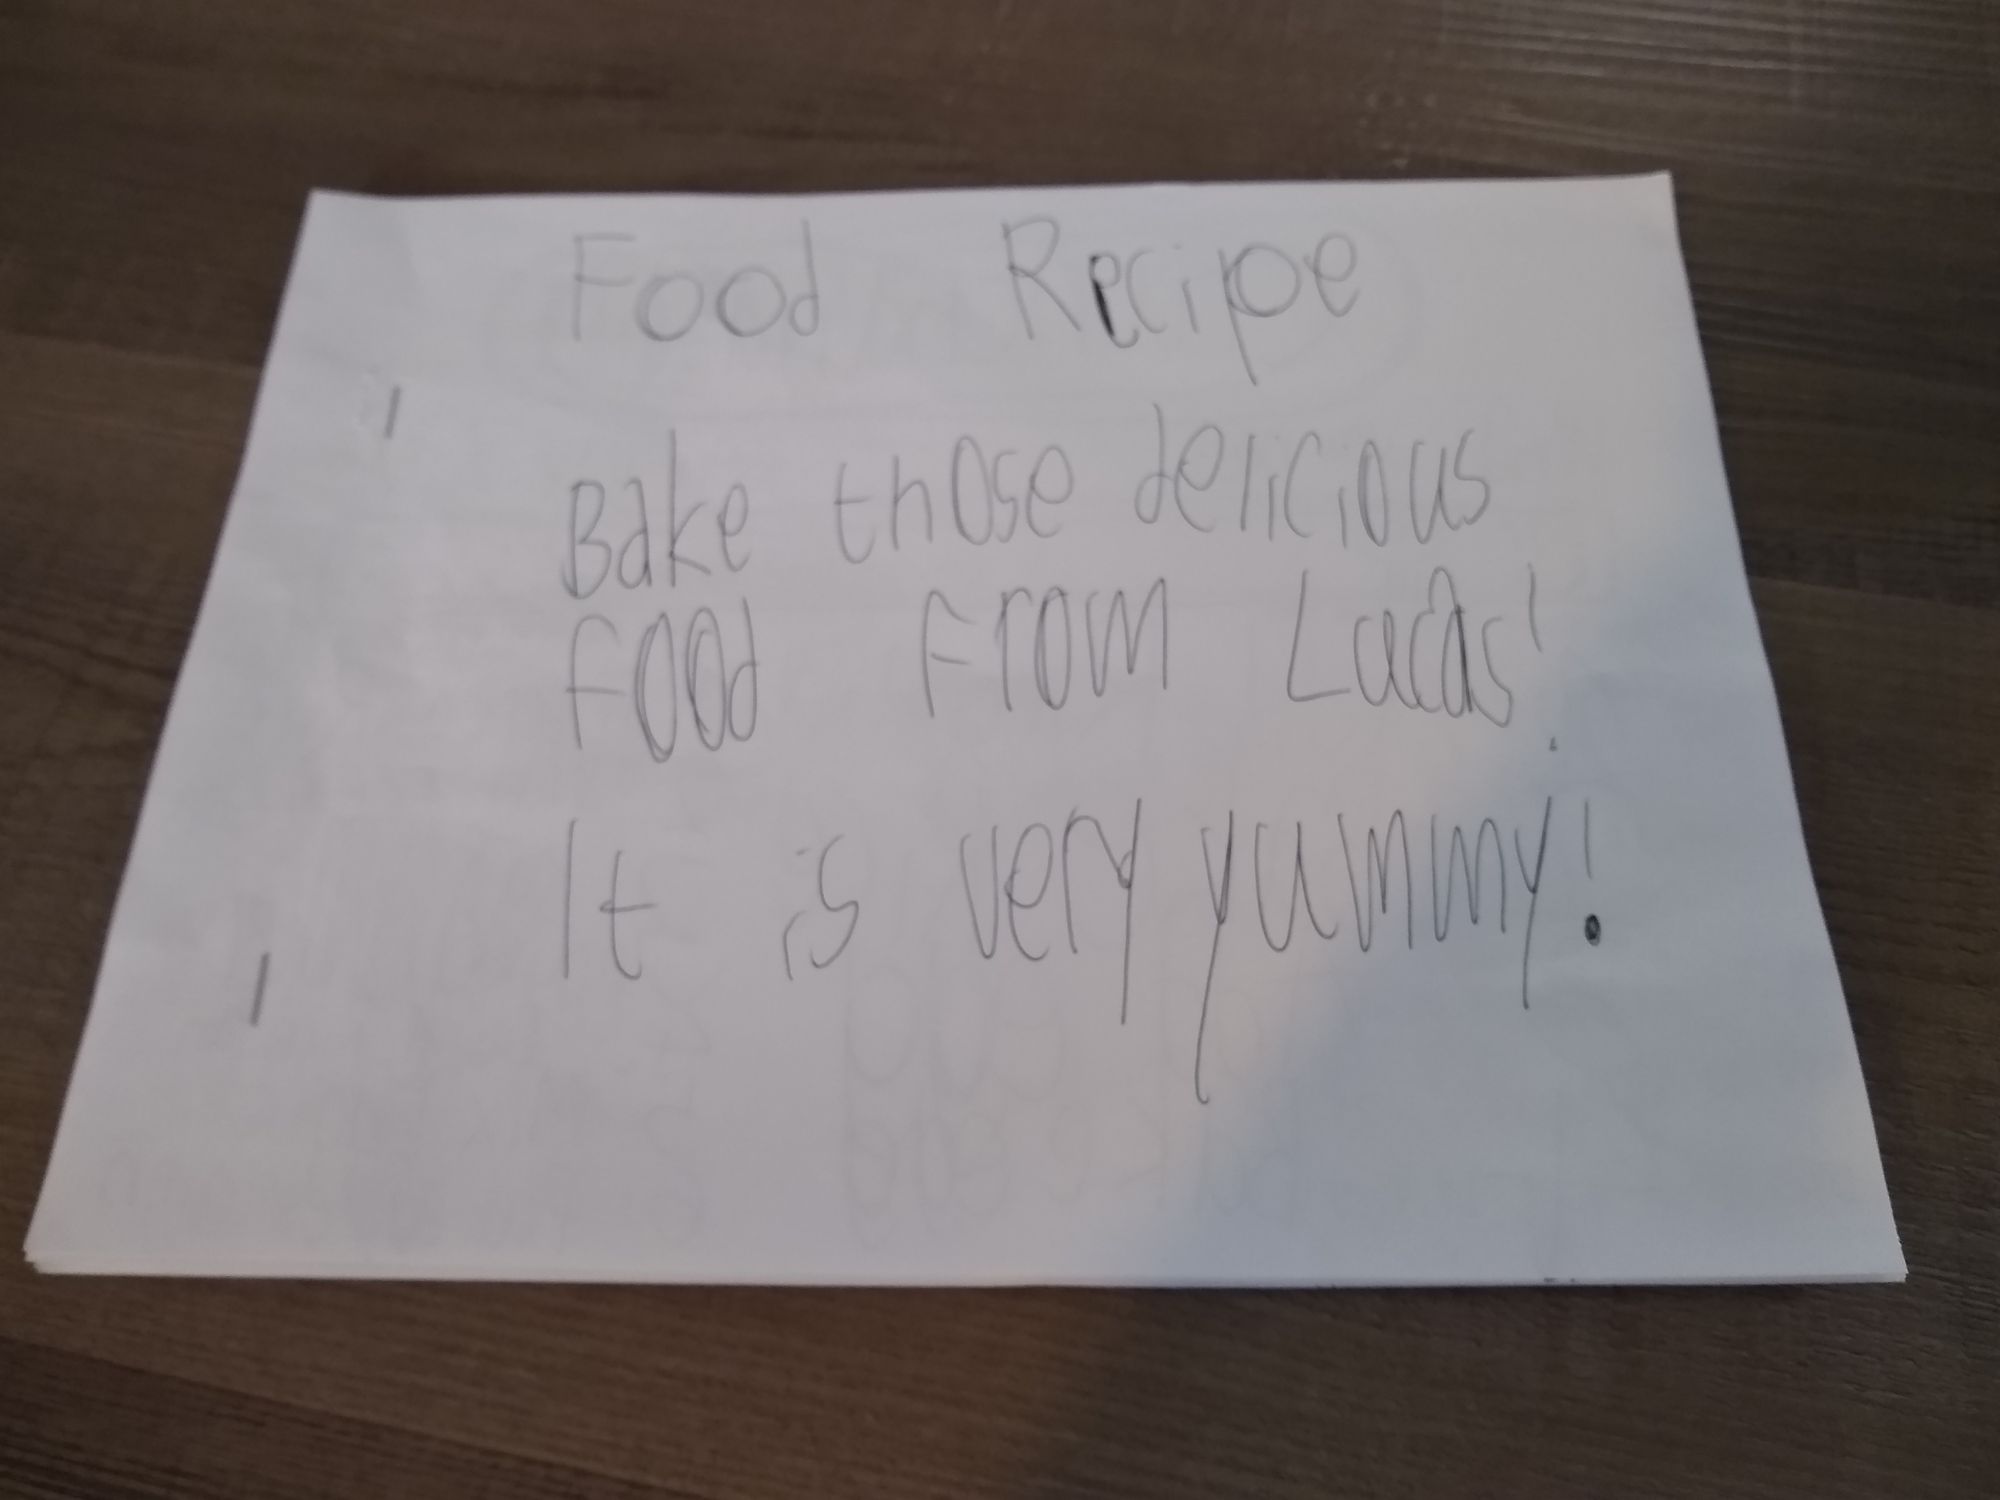 Food Recipe
Bake those delicious
Food From Lucas!
It is very yummy!